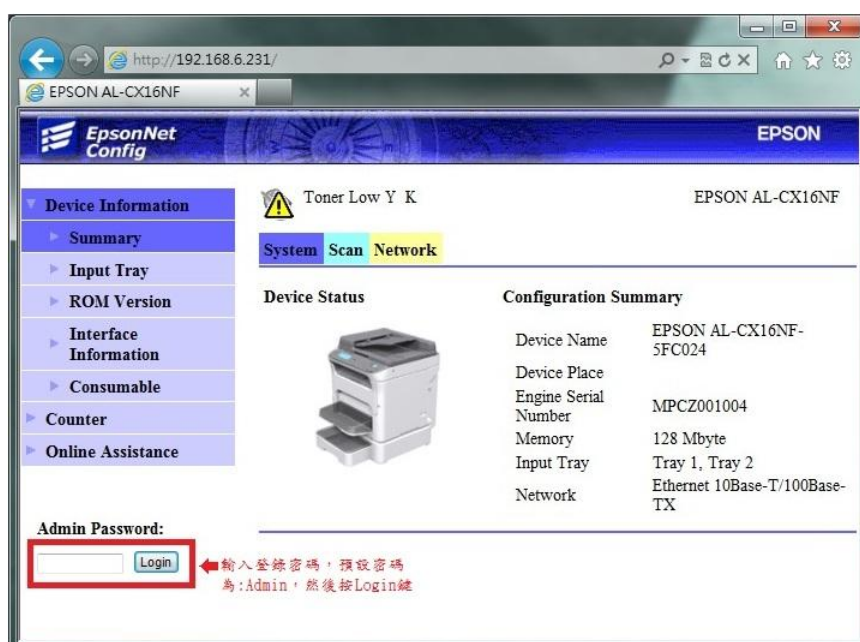 http://192.168.6.231/
EPSON AL-CX16NF
EpsonNet
Config
EPSON
Toner Low Y K
EPSON AL-CX16NF
Device Information
Summary
Input Tray
ROM Version
Interface
Information
Consumable
Counter
Online Assistance
System Scan Network
Device Status
Configuration Summary
Device Name
EPSON AL-CX16NF-
5FC024
Device Place
Engine Serial
Number
MPCZ001004
Memory
128 Mbyte
Input Tray
Tray 1, Tray 2
Network
Ethernet 10Base-T/100Base-
TX
Admin Password:
Login
輸入登錄密碼，預設密碼
為:Admin，然後按Login鍵